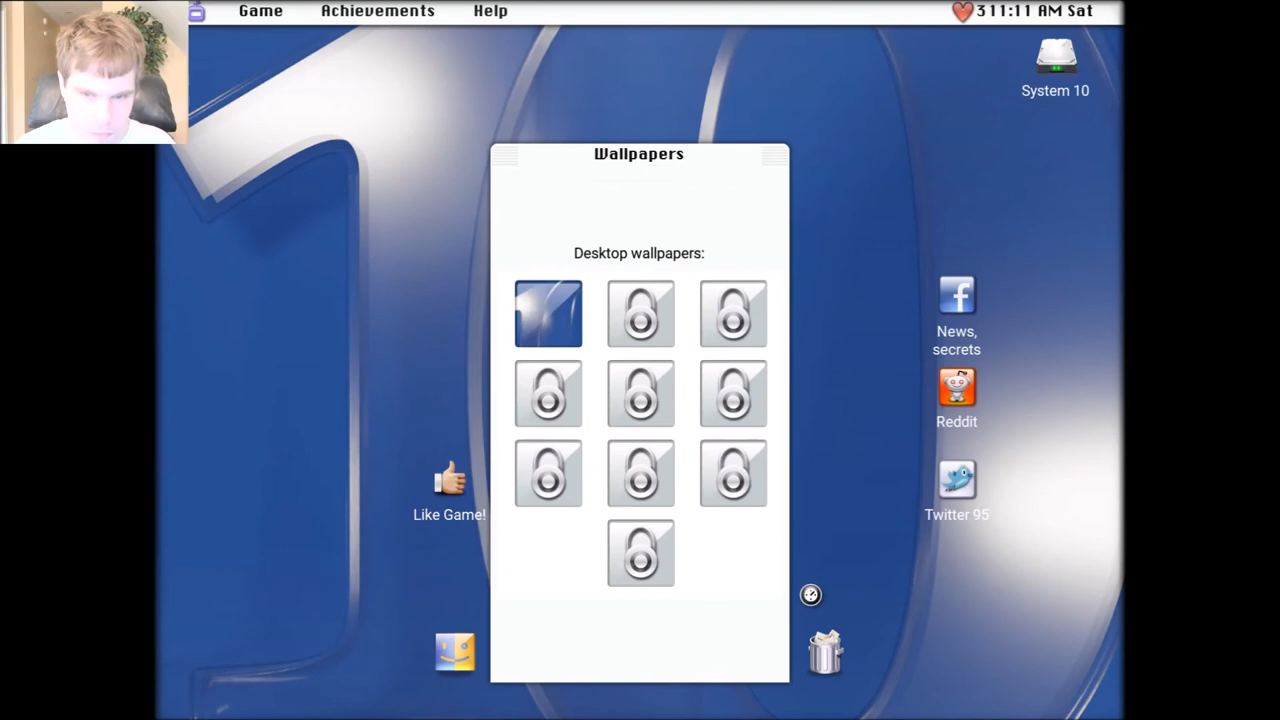 Game Achievements Help 311:11 AM Sat
System 10
Wallpapers
Desktop wallpapers:
News,
secrets
Reddit
Like Game!
Twitter 95